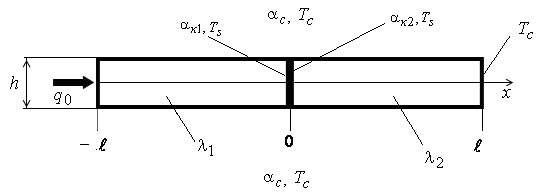 α_c, T_c
α_к1, T_s
α_к2, T_s
T_c
h
q_0
x
λ_1
λ_2
− ℓ
0
ℓ
α_c, T_c